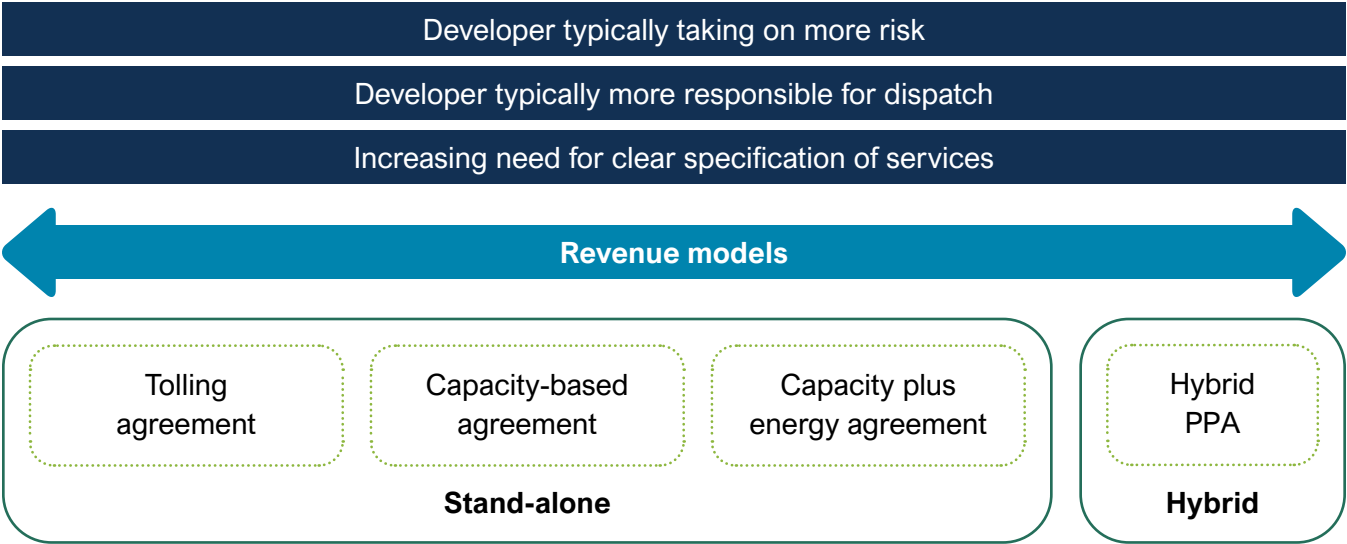 Developer typically taking on more risk
Developer typically more responsible for dispatch
Increasing need for clear specification of services
Revenue models
Tolling
agreement
Capacity-based
agreement
Capacity plus
energy agreement
Hybrid
PPA
Stand-alone
Hybrid